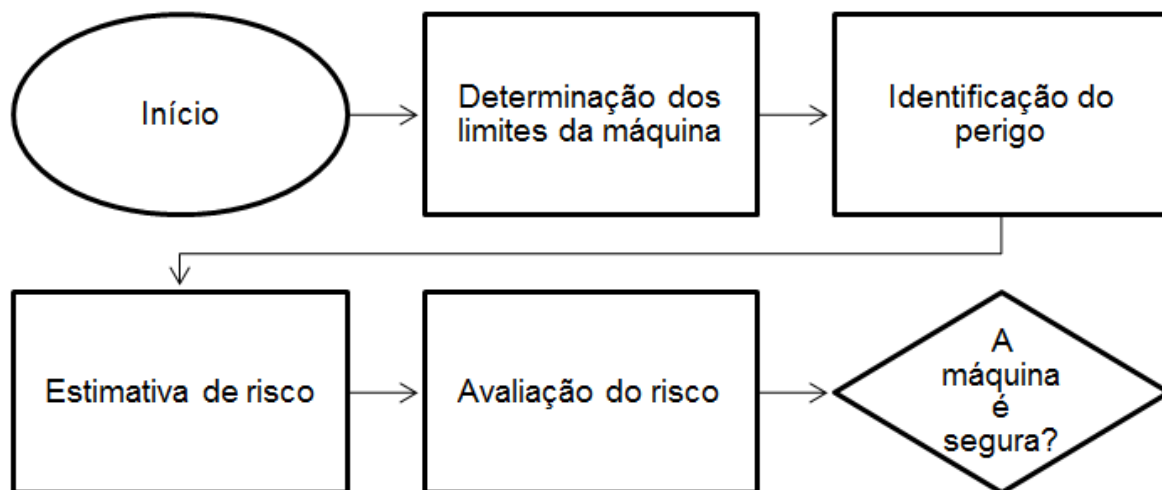 Início
Determinação dos
limites da máquina
Identificação do
perigo
Estimativa de risco
Avaliação do risco
A
máquina
é
segura?